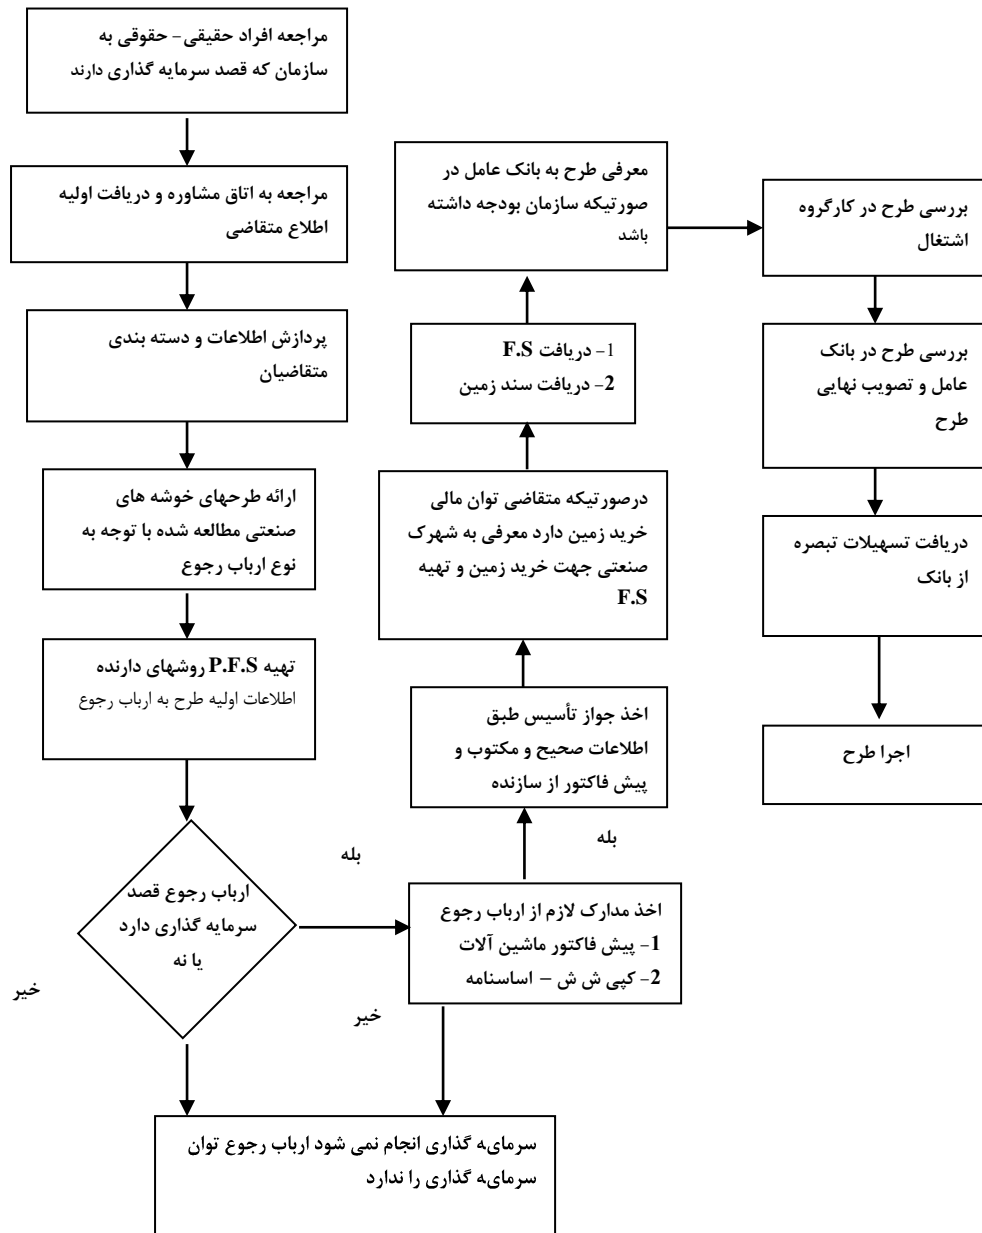 مراجعه افراد حقیقی- حقوقی به
سازمان که قصد سرمایه گذاری دارند
مراجعه به اتاق مشاوره و دریافت اولیه
اطلاع متقاضی
پردازش اطلاعات و دسته بندی
متقاضیان
ارائه طرحهای خوشه های
صنعتی مطالعه شده با توجه به
نوع ارباب رجوع
تهیه P.F.S روشهای دارنده
اطلاعات اولیه طرح به ارباب رجوع
ارباب رجوع قصد
سرمایه گذاری دارد
یا نه
بله
خیر
اخذ مدارک لازم از ارباب رجوع
1- پیش فاکتور ماشین آلات
2- کپی ش ش – اساسنامه
بله
خیر
سرمایه گذاری انجام نمی شود ارباب رجوع توان
سرمایه گذاری را ندارد
اخذ جواز تأسیس طبق
اطلاعات صحیح و مکتوب و
پیش فاکتور از سازنده
درصورتیکه متقاضی توان مالی
خرید زمین دارد معرفی به شهرک
صنعتی جهت خرید زمین و تهیه
F.S
1- دریافت F.S
2- دریافت سند زمین
معرفی طرح به بانک عامل در
صورتیکه سازمان بودجه داشته
باشد
بررسی طرح در کارگروه
اشتغال
بررسی طرح در بانک
عامل و تصویب نهایی
طرح
دریافت تسهیلات تبصره
از بانک
اجرا طرح